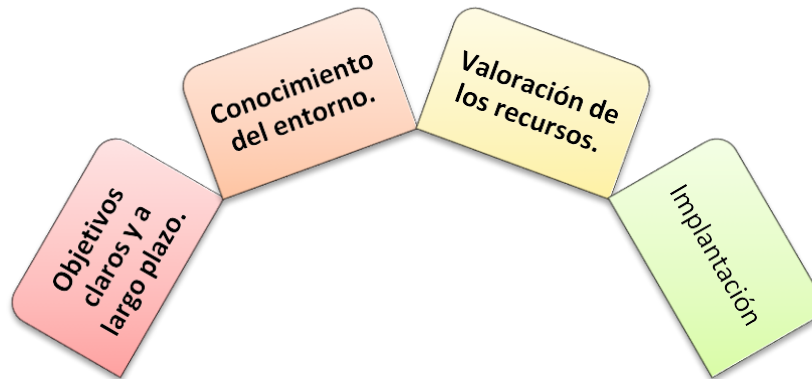 Objetivos
claros y a
largo plazo.
Conocimiento
del entorno.
Valoración de
los recursos.
Implantación